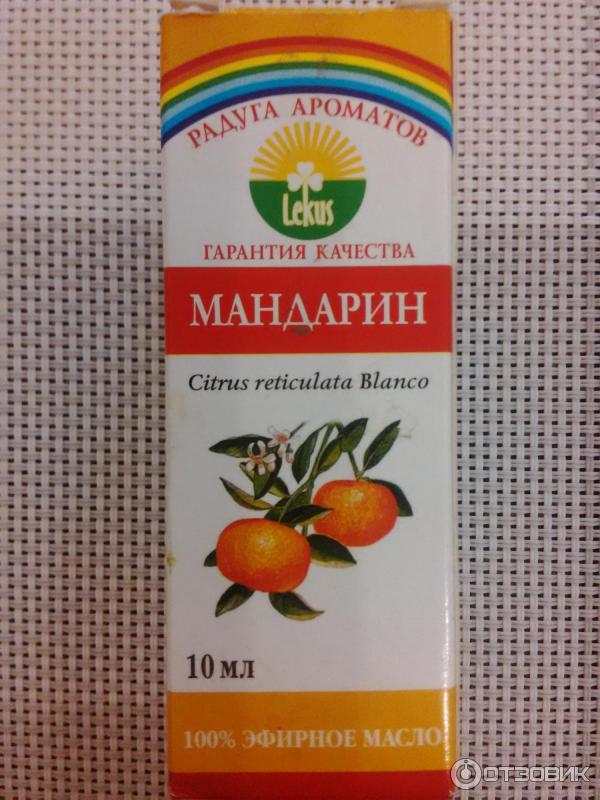 РАДУГА АРОМАТОВ
Lekus
ГАРАНТИЯ КАЧЕСТВА
МАНДАРИН
Citrus reticulata Blanco
10 мл
100% ЭФИРНОЕ МАСЛО
ОТЗОВИК